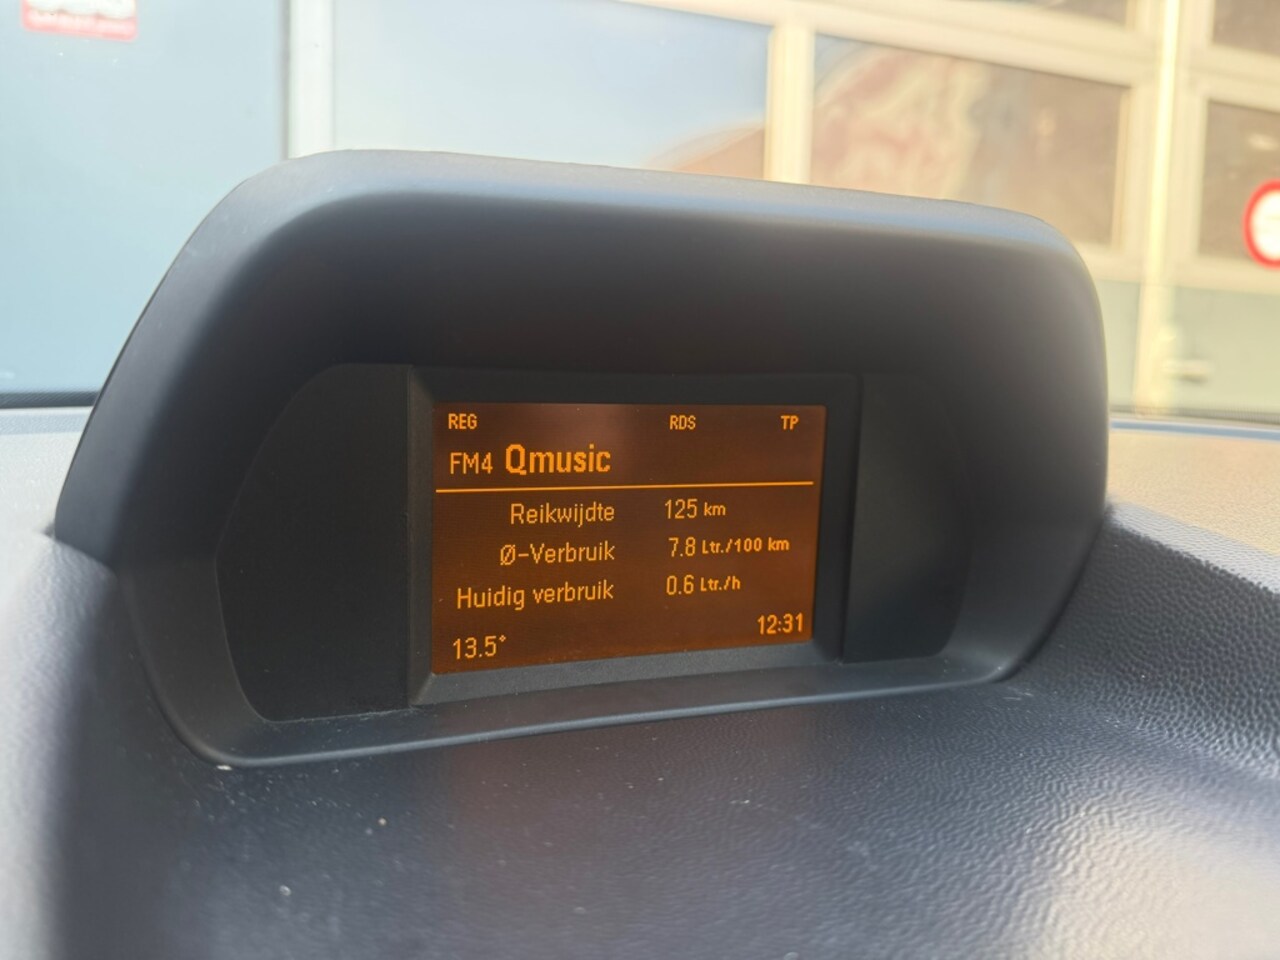 REG RDS TP
FM4 Qmusic
Reikwijdte 125 km
Ø-Verbruik 7.8 Ltr./100 km
Huidig verbruik 0.6 Ltr./h
13.5° 12:31